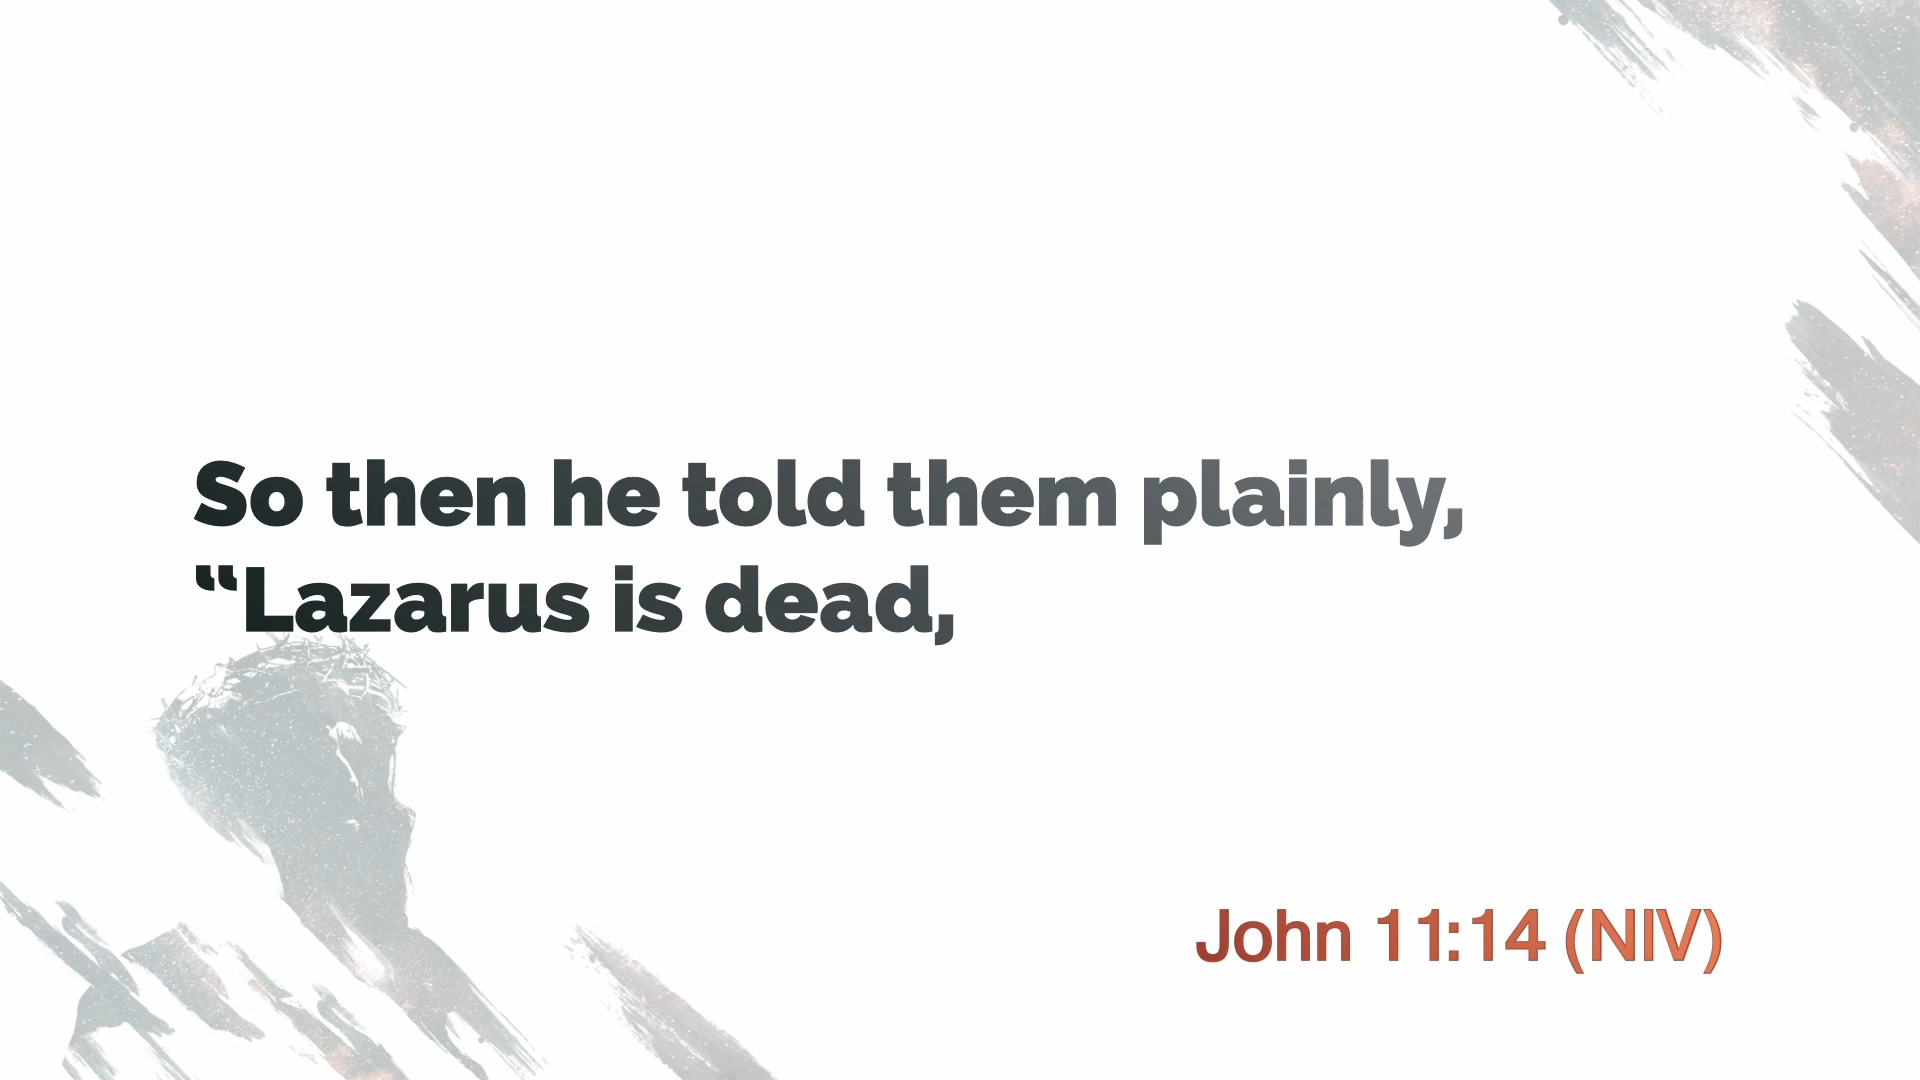 So then he told them plainly,
“Lazarus is dead,
John 11:14 (NIV)